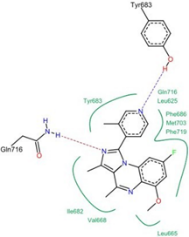 Tyr683
O
H
Gln716
Leu625
Tyr683
N
Phe686
Met703
Phe719
H
N
H
Gln716
O
N
N
F
N
O
Ile682
Val668
Leu665